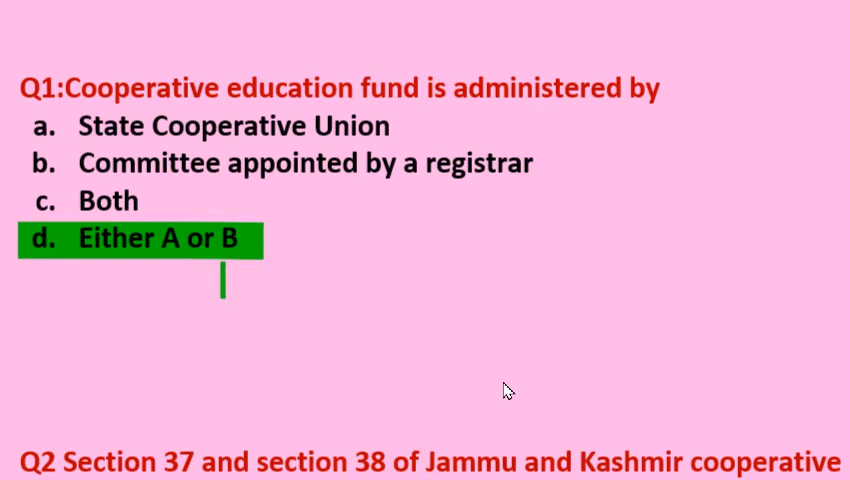 Q1:Cooperative education fund is administered by
a. State Cooperative Union
b. Committee appointed by a registrar
c. Both
d. Either A or B
Q2 Section 37 and section 38 of Jammu and Kashmir cooperative